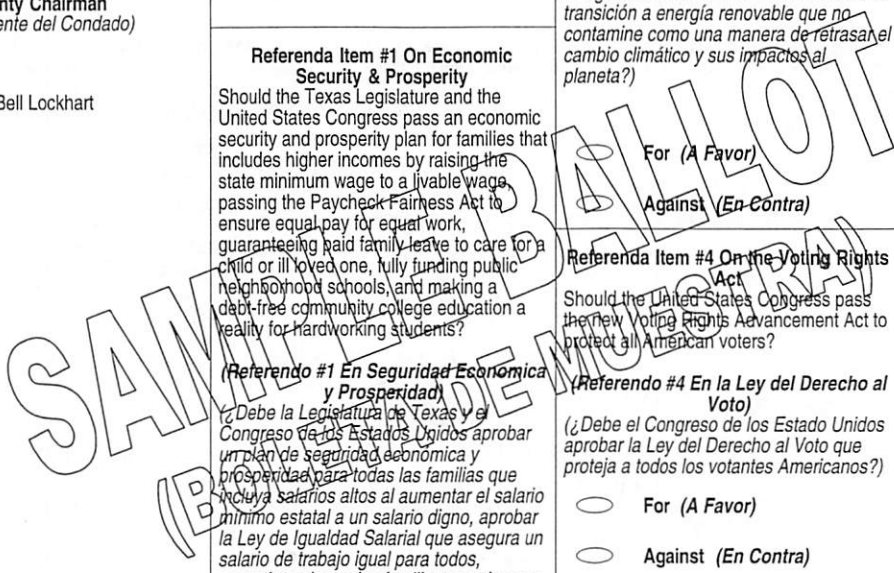 nty Chairman
ente del Condado)
Bell Lockhart
Referenda Item #1 On Economic
Security & Prosperity
Should the Texas Legislature and the
United States Congress pass an economic
security and prosperity plan for families that
includes higher incomes by raising the
state minimum wage to a livable wage,
passing the Paycheck Fairness Act to
ensure equal pay for equal work,
guaranteeing paid family leave to care for a
child or ill loved one, fully funding public
neighborhood schools, and making a
debt-free community college education a
reality for hardworking students?
(Referendo #1 En Seguridad Económica
y Prosperidad)
(¿Debe la Legislatura de Texas y el
Congreso de los Estados Unidos aprobar
un plan de seguridad económica y
prosperidad para todas las familias que
incluya salarios altos al aumentar el salario
mínimo estatal a un salario digno, aprobar
la Ley de Igualdad Salarial que asegura un
salario de trabajo igual para todos,
transición a energía renovable que no
contamine como una manera de retrasar el
cambio climático y sus impactos al
planeta?)
For (A Favor)
Against (En Contra)
Referenda Item #4 On the Voting Rights
Act
Should the United States Congress pass
the new Voting Rights Advancement Act to
protect all American voters?
(Referendo #4 En la Ley del Derecho al
Voto)
(¿Debe el Congreso de los Estado Unidos
aprobar la Ley del Derecho al Voto que
proteja a todos los votantes Americanos?)
For (A Favor)
Against (En Contra)
SAMPLE BALLOT
(BOLETA DE MUESTRA)